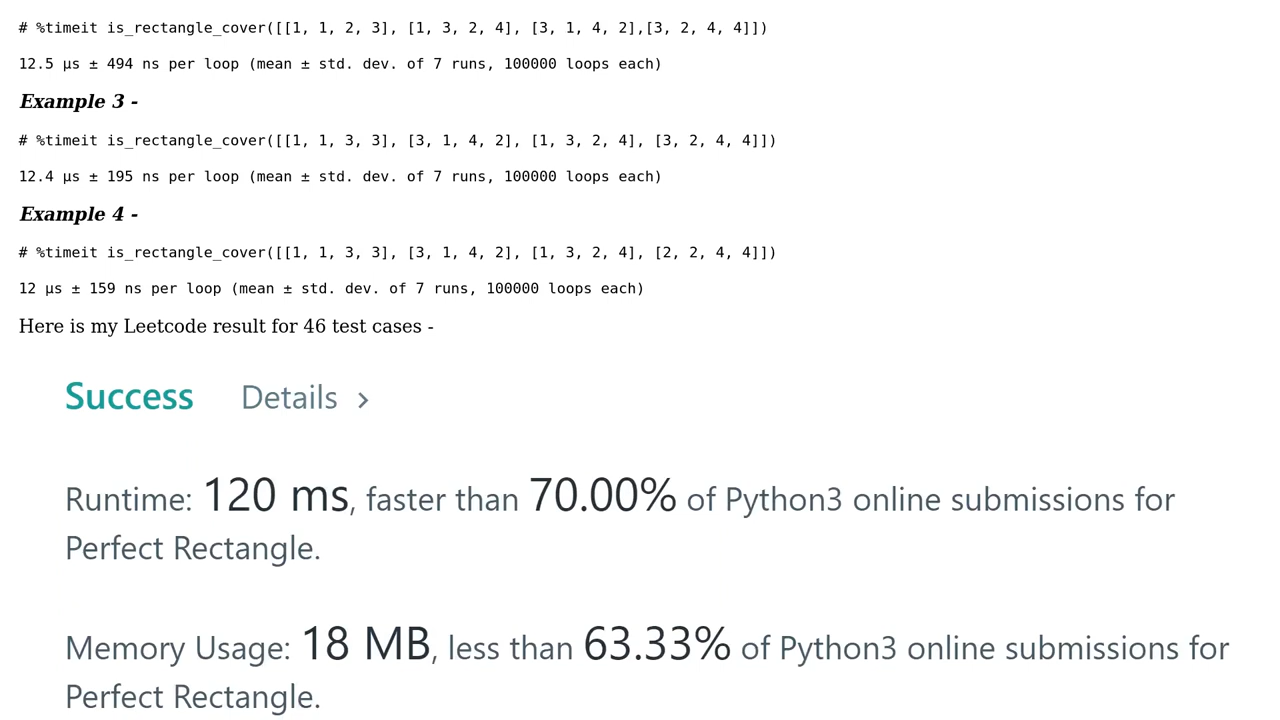 # %timeit is_rectangle_cover([[1, 1, 2, 3], [1, 3, 2, 4], [3, 1, 4, 2],[3, 2, 4, 4]])
12.5 µs ± 494 ns per loop (mean ± std. dev. of 7 runs, 100000 loops each)
Example 3 -
# %timeit is_rectangle_cover([[1, 1, 3, 3], [3, 1, 4, 2], [1, 3, 2, 4], [3, 2, 4, 4]])
12.4 µs ± 195 ns per loop (mean ± std. dev. of 7 runs, 100000 loops each)
Example 4 -
# %timeit is_rectangle_cover([[1, 1, 3, 3], [3, 1, 4, 2], [1, 3, 2, 4], [2, 2, 4, 4]])
12 µs ± 159 ns per loop (mean ± std. dev. of 7 runs, 100000 loops each)
Here is my Leetcode result for 46 test cases -
Success Details >
Runtime: 120 ms, faster than 70.00% of Python3 online submissions for
Perfect Rectangle.
Memory Usage: 18 MB, less than 63.33% of Python3 online submissions for
Perfect Rectangle.